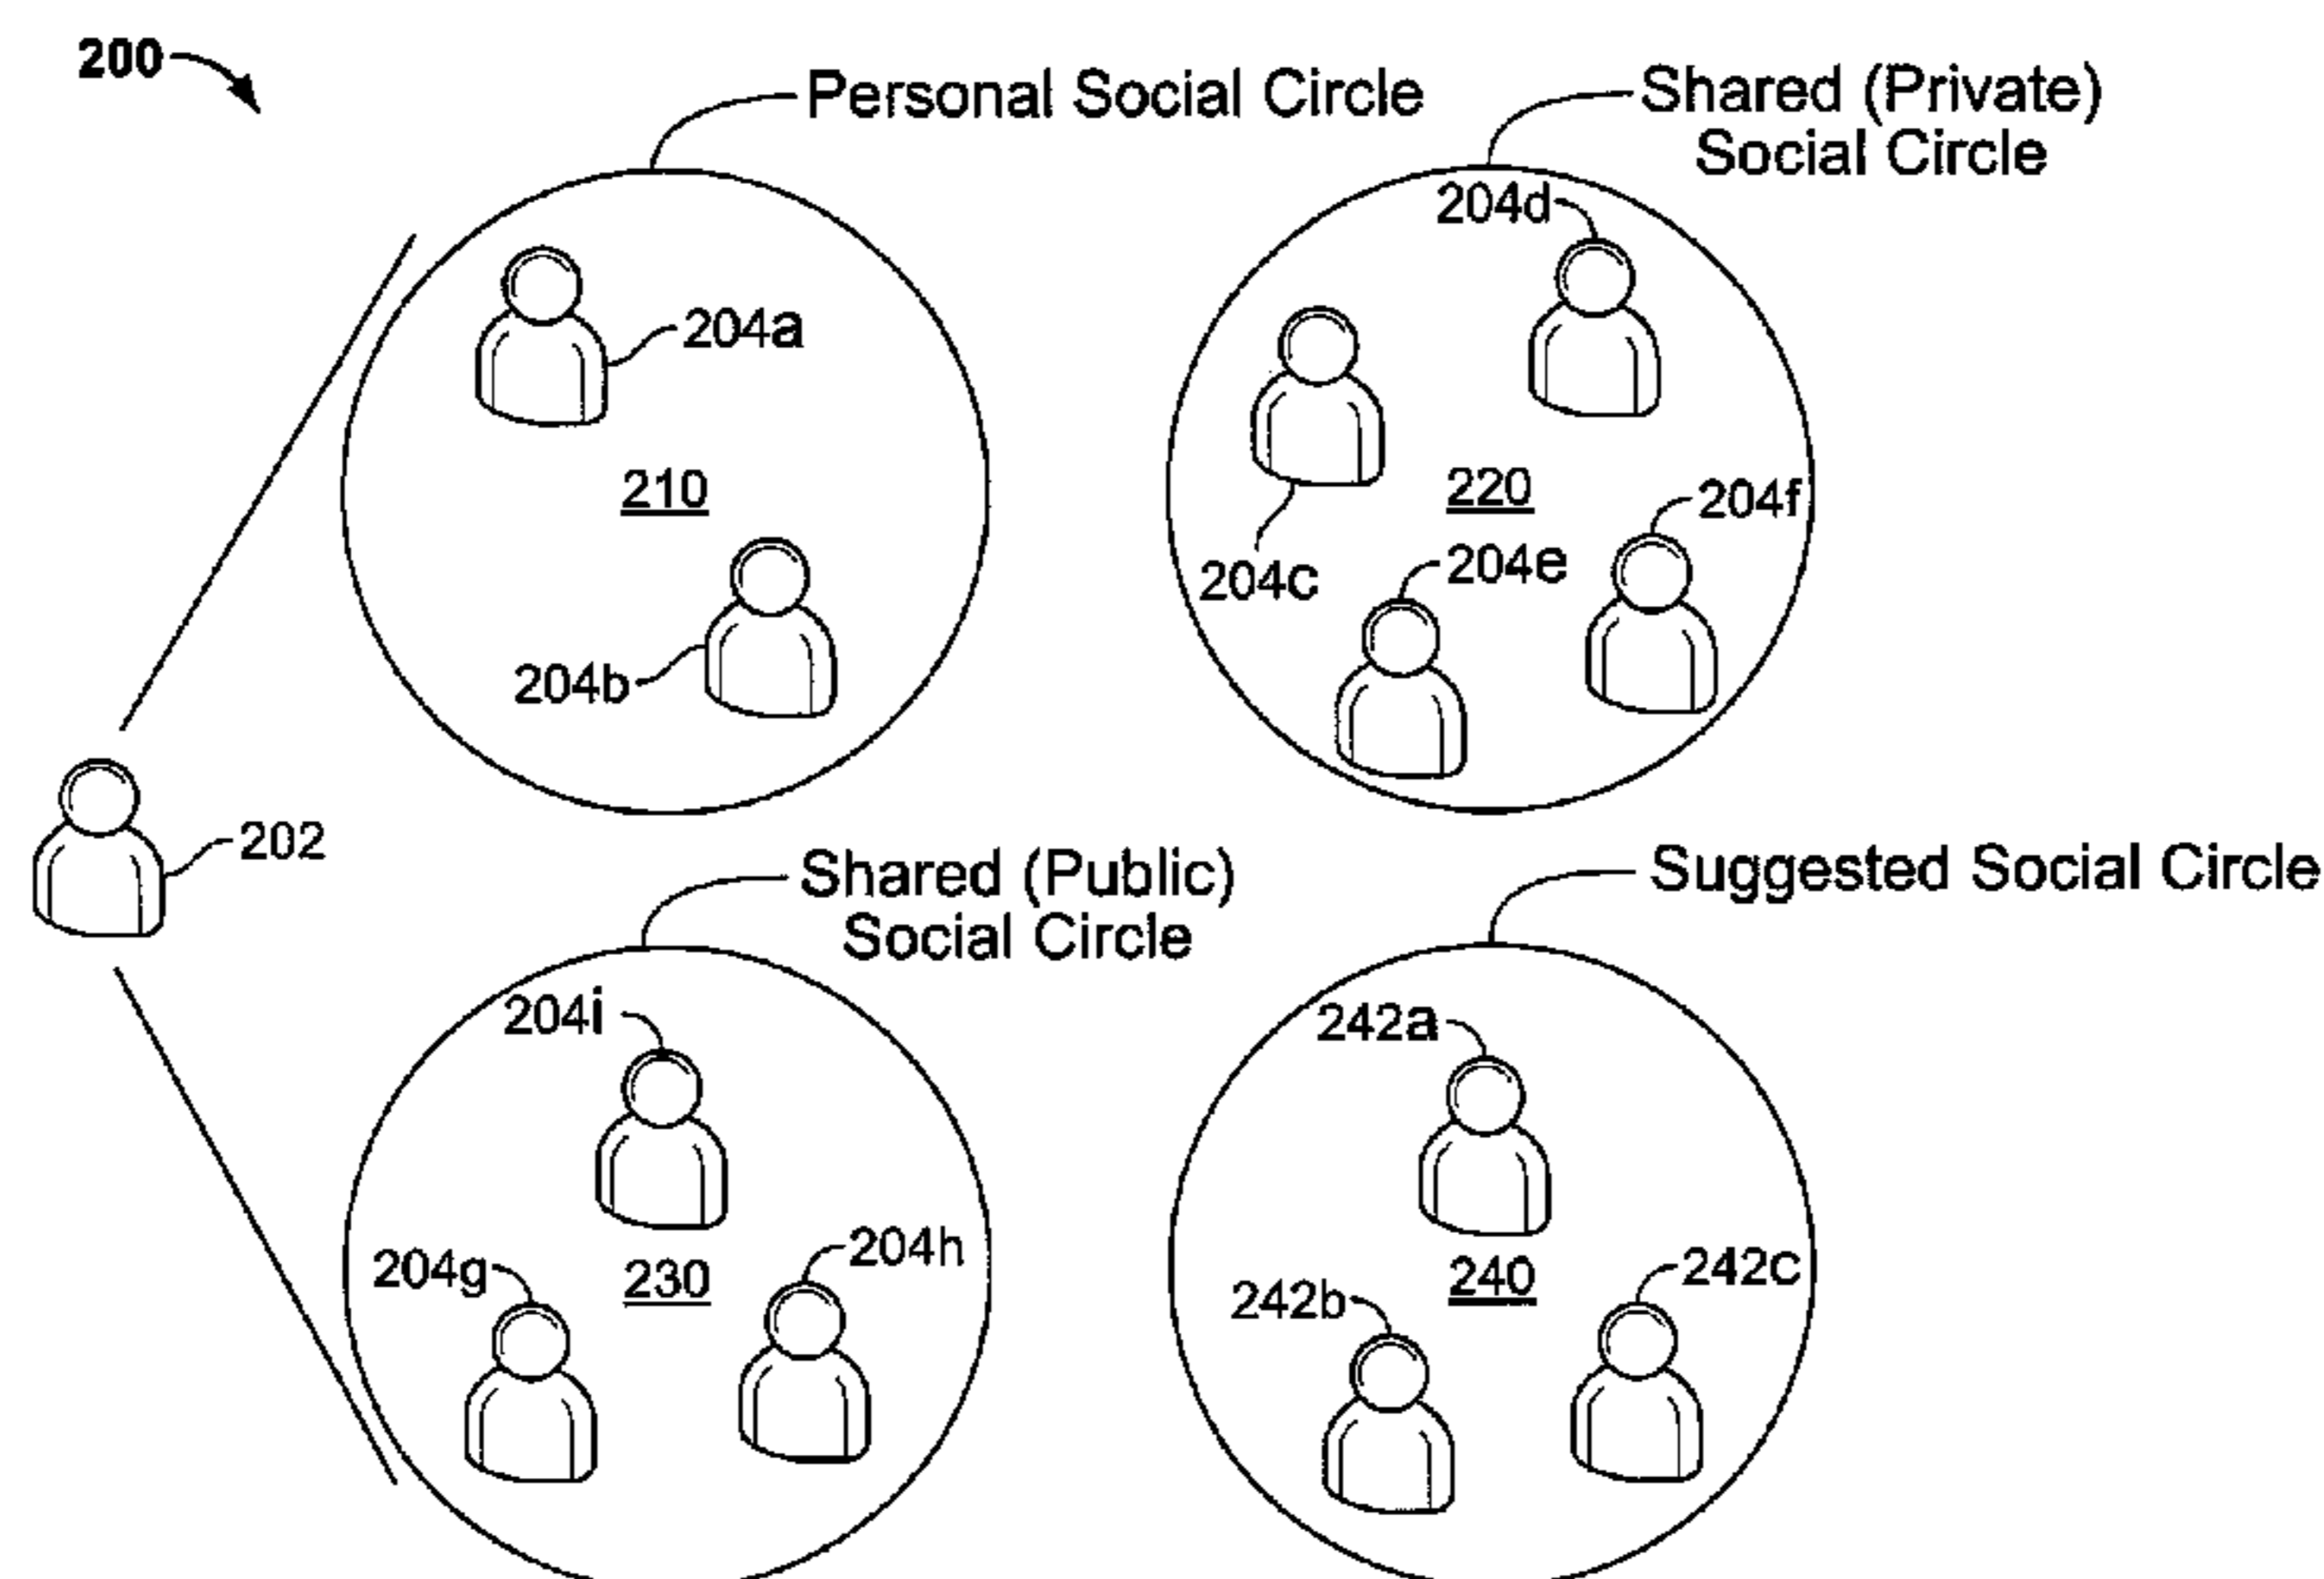 200
Personal Social Circle
Shared (Private)
Social Circle
204a
210
204b
204d
204c
220
204f
204e
202
Shared (Public)
Social Circle
Suggested Social Circle
204i
204g
230
204h
242a
242b
240
242c